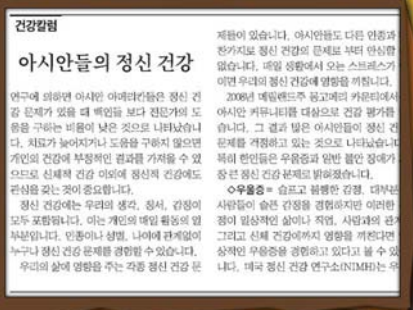 건강칼럼
아시안들의 정신 건강
연구에 의하면 아시안 아메리칸들은 정신 건
강 문제가 있을 때 백인들 보다 전문가의 도
움을 구하는 비율이 낮은 것으로 나타났습니
다. 치료가 늦어지거나 도움을 구하지 않으면
개인의 건강에 부정적인 결과를 가져올 수 있
으므로 신체적 건강 이외에 정신적 건강에도
관심을 갖는 것이 중요합니다.
정신 건강에는 우리의 생각, 정서, 감정이
모두 포함됩니다. 이는 개인의 매일 활동의 일
부분입니다. 인종이나 성별, 나이에 관계없이
누구나 정신 건강 문제를 경험할 수 있습니다.
우리의 삶에 영향을 주는 각종 정신 건강 문
제들이 있습니다. 아시안들도 다른 인종과
찬가지로 정신 건강의 문제로 부터 안심할
없습니다. 매일 생활에서 오는 스트레스가
이면 우리의 정신 건강에 영향을 끼칩니다.
2008년 메릴랜드주 몽고메리 카운티에서
아시안 커뮤니티를 대상으로 건강 평가를
습니다. 그 결과 많은 아시안들이 정신 건
문제를 걱정하고 있는 것으로 나타났습니다
특히 한인들은 우울증과 일반 불안 장애가
장 큰 정신 건강 문제로 밝혀졌습니다.
◇우울증= 슬프고 불행한 감정. 대부분
사람들이 슬픈 감정을 경험하지만 이러한
정이 일상적인 삶이나 직업, 사람과의 관계
그리고 신체 건강에까지 영향을 끼친다면
상적인 우울증을 경험하고 있다고 볼 수 있
니다. 미국 정신 건강 연구소(NIMH)는 우